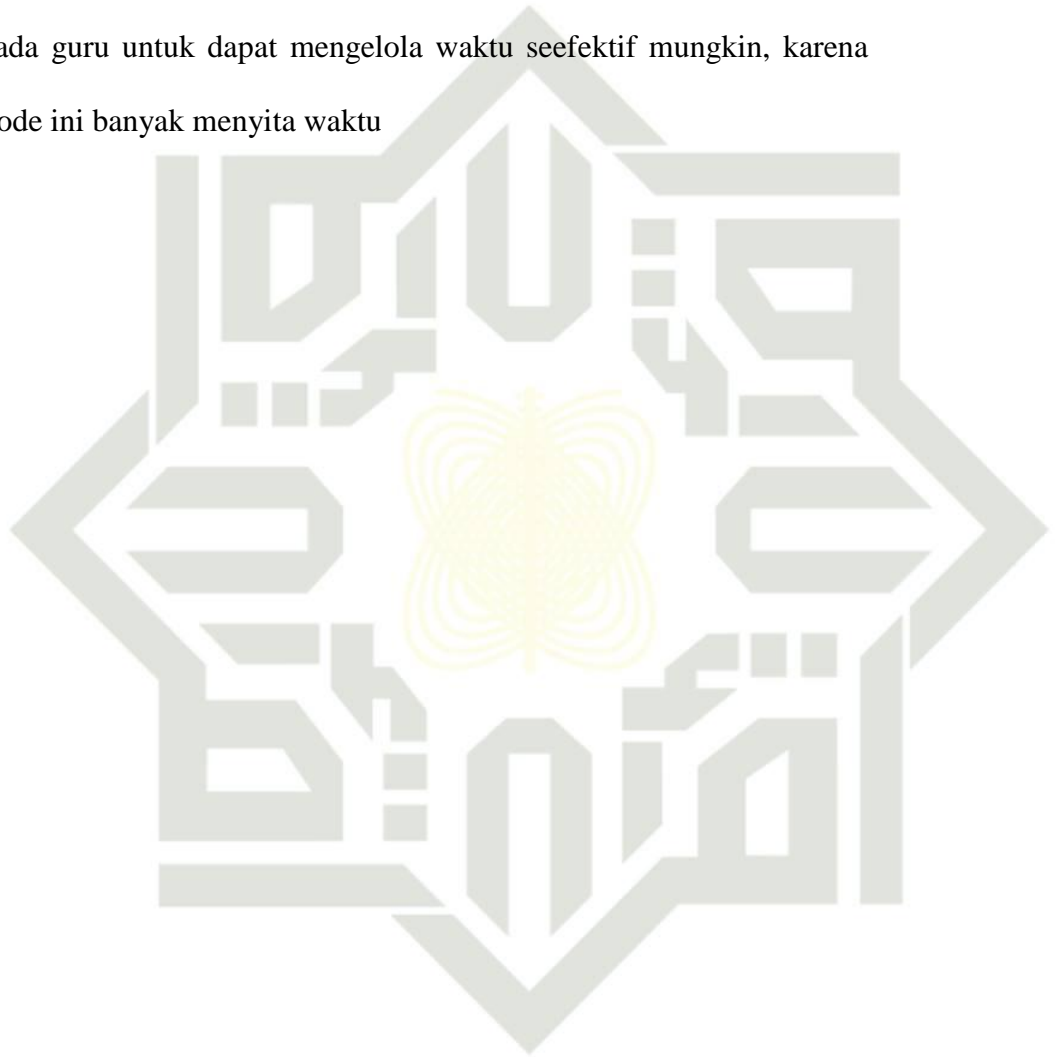 ada guru untuk dapat mengelola waktu seefektif mungkin, karena
ode ini banyak menyita waktu